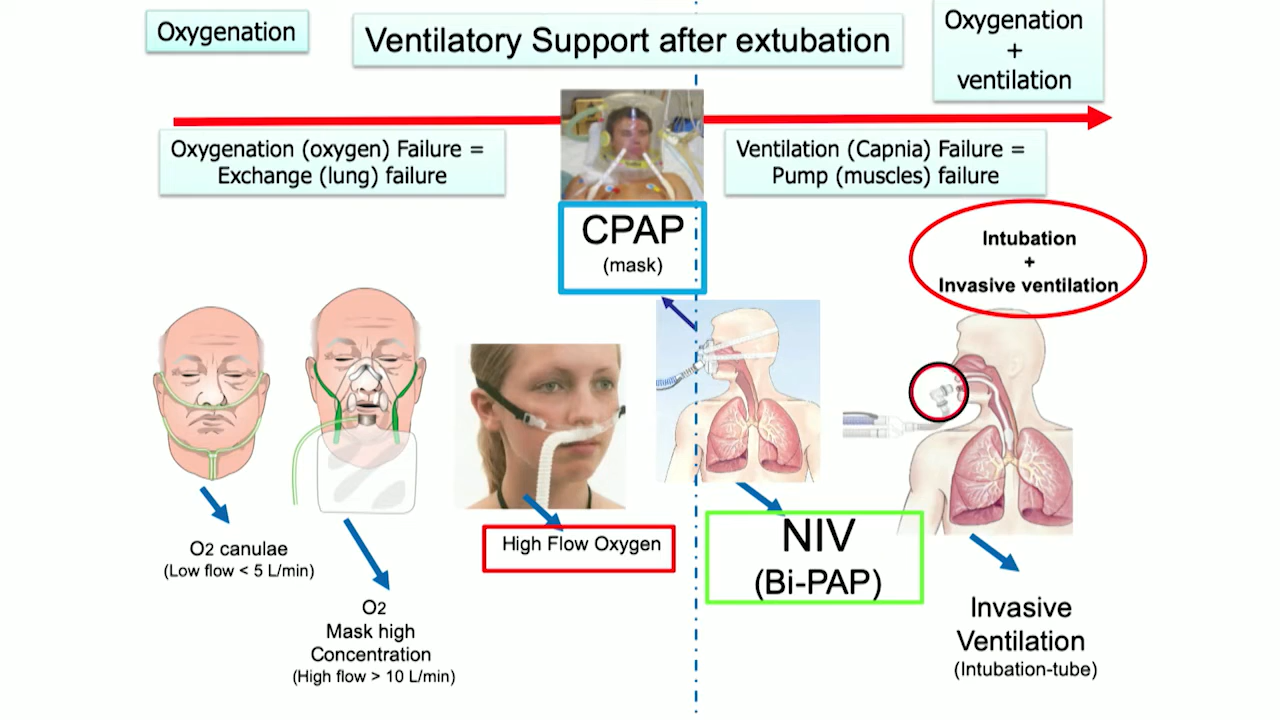 Oxygenation
Ventilatory Support after extubation
Oxygenation
+
ventilation
Oxygenation (oxygen) Failure =
Exchange (lung) failure
Ventilation (Capnia) Failure =
Pump (muscles) failure
CPAP
(mask)
Intubation
+
Invasive ventilation
O2 canulae
(Low flow < 5 L/min)
O2
Mask high
Concentration
(High flow > 10 L/min)
High Flow Oxygen
NIV
(Bi-PAP)
Invasive
Ventilation
(Intubation-tube)